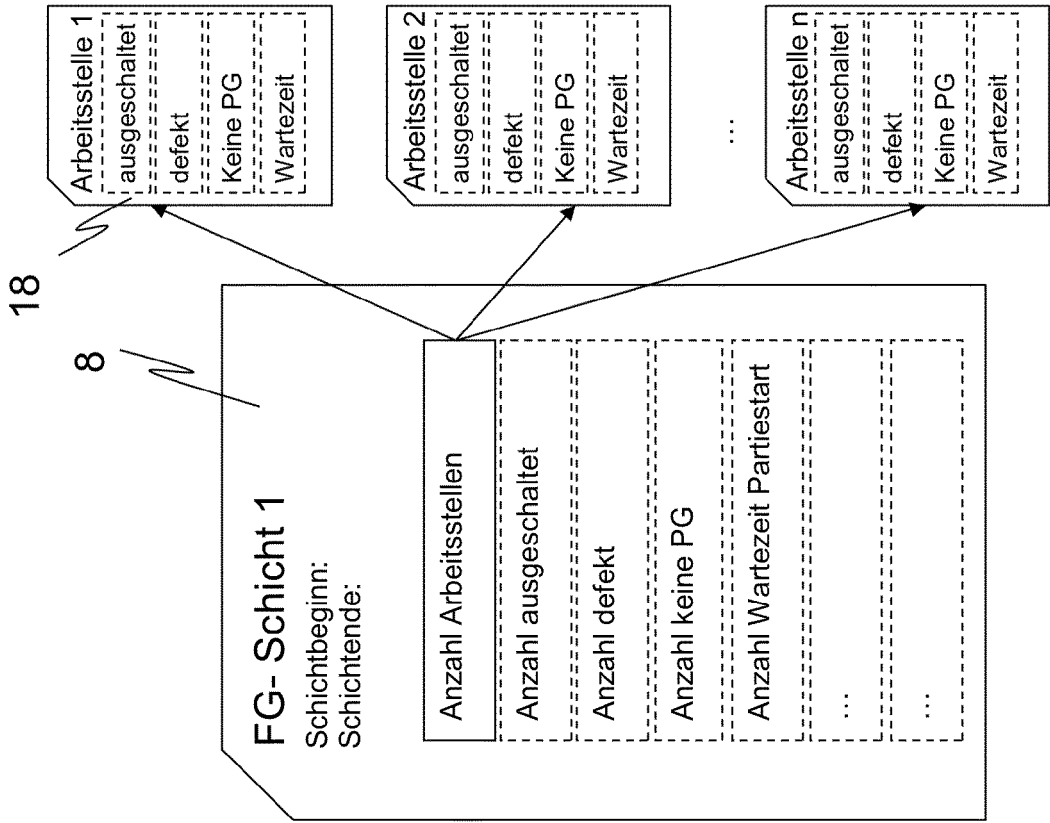 8
FG- Schicht 1
Schichtbeginn:
Schichtende:
Anzahl Arbeitsstellen
Anzahl ausgeschaltet
Anzahl defekt
Anzahl keine PG
Anzahl Wartezeit Partiestart
...
...
18
Arbeitsstelle 1
ausgeschaltet
defekt
Keine PG
Wartezeit
Arbeitsstelle 2
ausgeschaltet
defekt
Keine PG
Wartezeit
...
Arbeitsstelle n
ausgeschaltet
defekt
Keine PG
Wartezeit